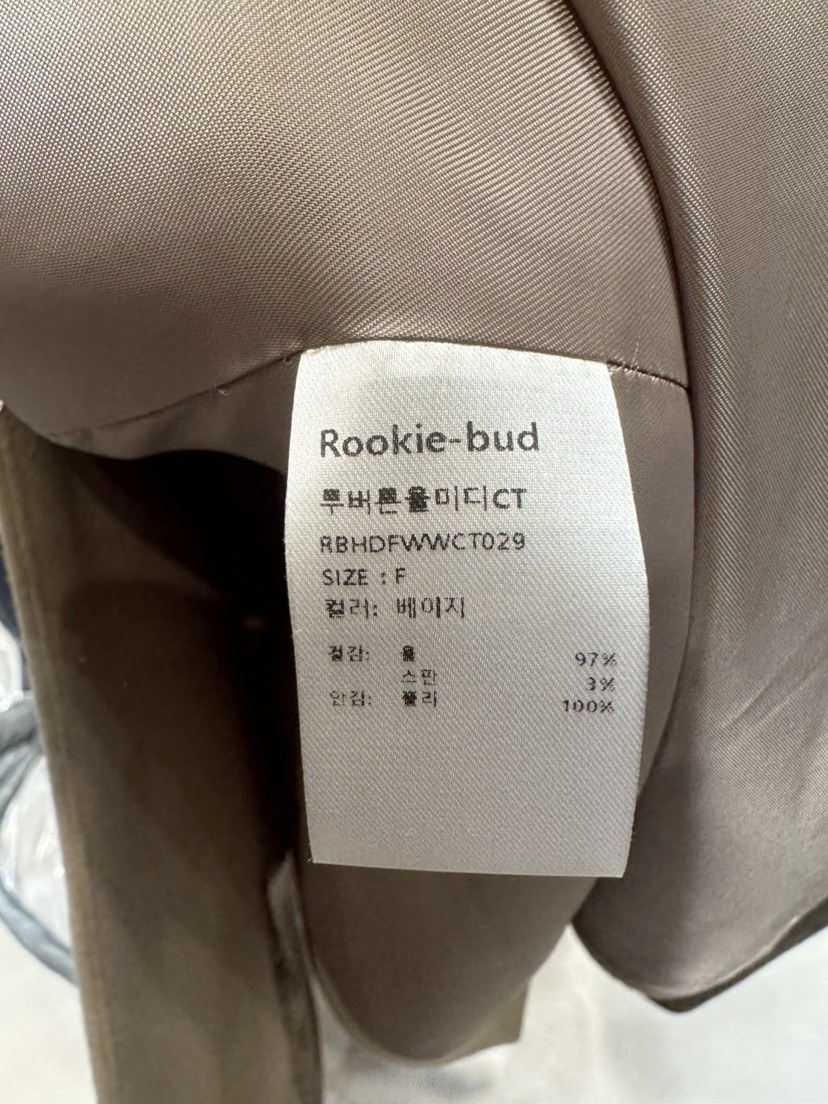 Rookie-bud
투버튼울미디CT
RBHDFWWCT029
SIZE : F
컬러: 베이지
겉감: 울 97%
스판 3%
안감: 폴리 100%